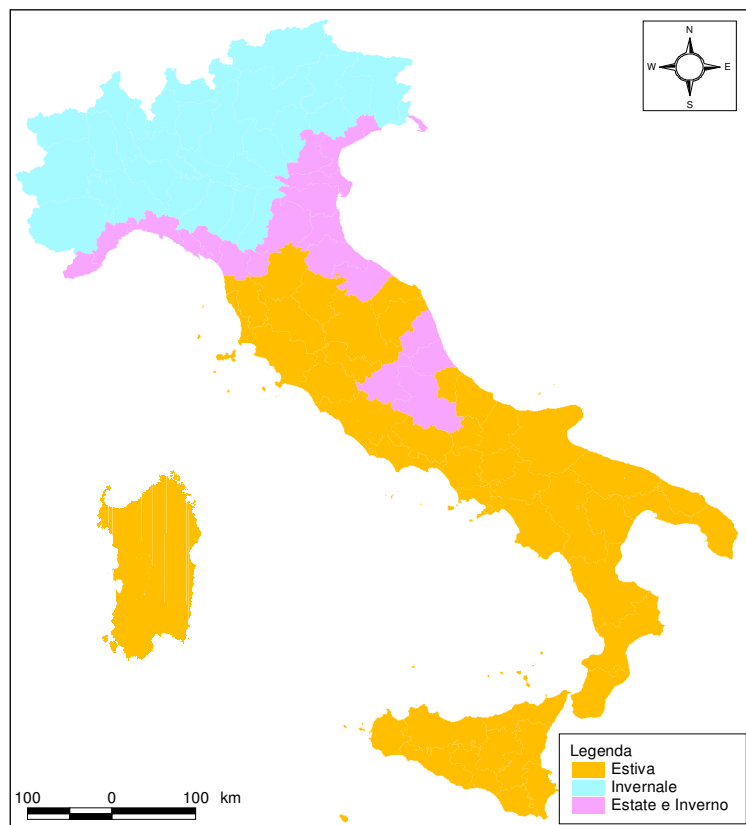 N
W E
S
Legenda
Estiva
Invernale
Estate e Inverno
100 0 100 km